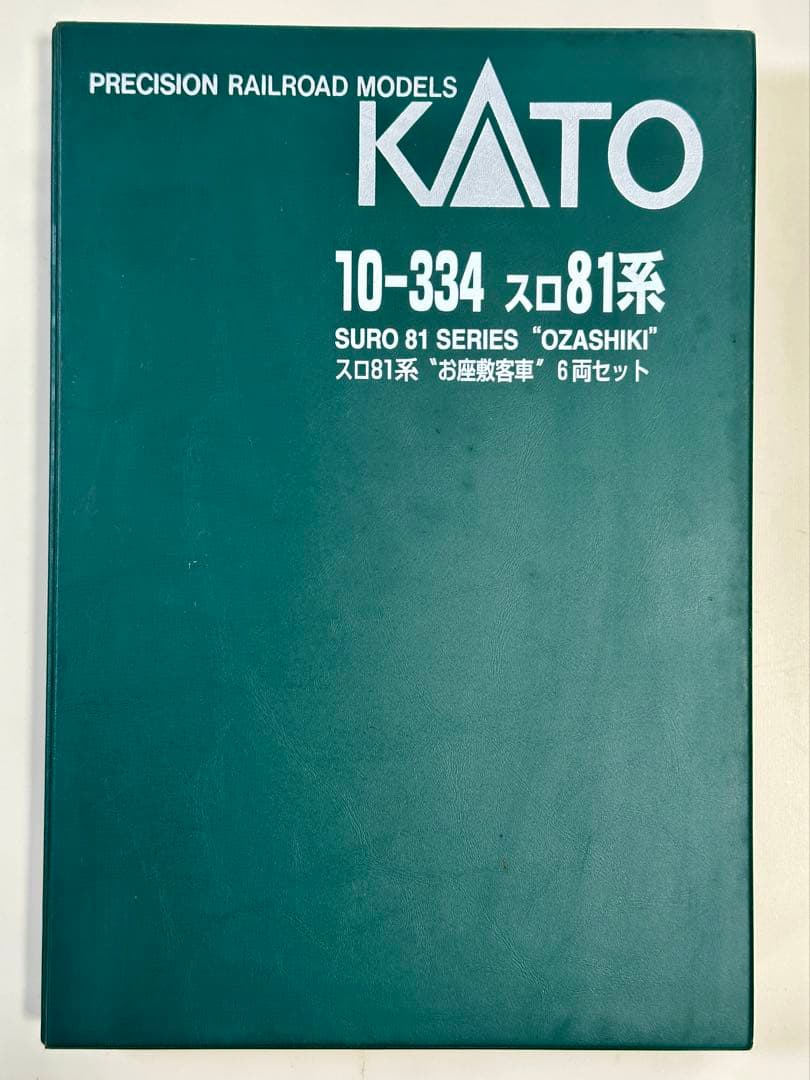 PRECISION RAILROAD MODELS
KATO
10-334 スロ81系
SURO 81 SERIES “OZASHIKI”
スロ81系〝お座敷客車〟6両セット